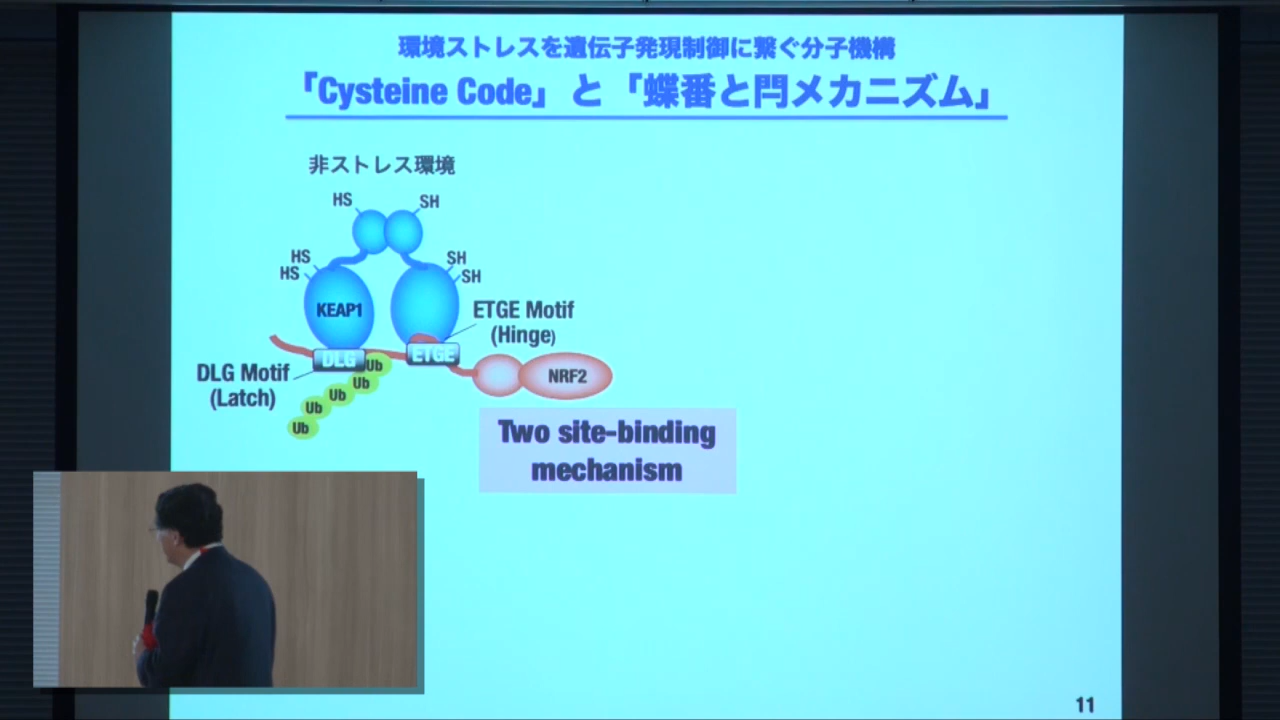 環境ストレスを遺伝子発現制御に繋ぐ分子機構
「Cysteine Code」と「蝶番と閂メカニズム」
非ストレス環境
HS
SH
HS
HS
SH
SH
KEAP1
ETGE Motif
(Hinge)
DLG
Ub
ETGE
DLG Motif
(Latch)
Ub
Ub
Ub
Ub
NRF2
Two site-binding
mechanism
11